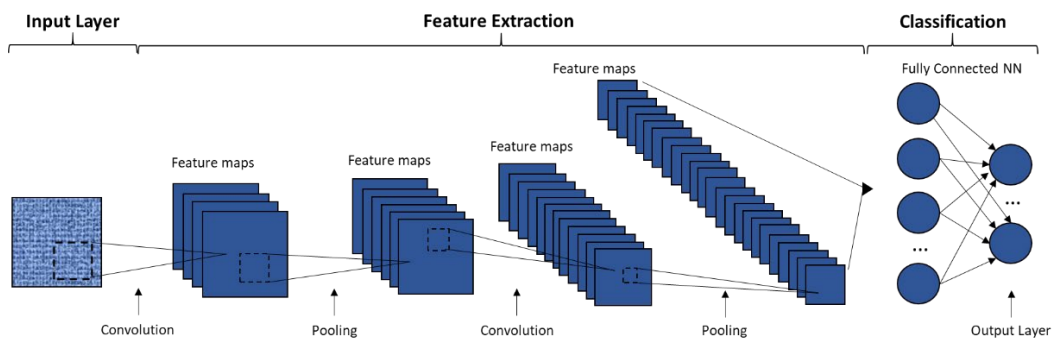 Input Layer
Feature Extraction
Classification
Feature maps
Fully Connected NN
Feature maps
Feature maps
Feature maps
...
...
Convolution
Pooling
Convolution
Pooling
Output Layer